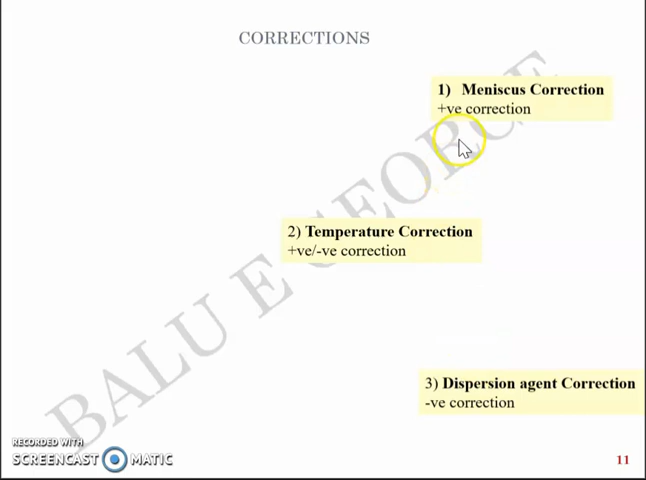 CORRECTIONS
1) Meniscus Correction
+ve correction
2) Temperature Correction
+ve/-ve correction
3) Dispersion agent Correction
-ve correction
BALU E GEORGE
RECORDED WITH
SCREENCAST MATIC
11